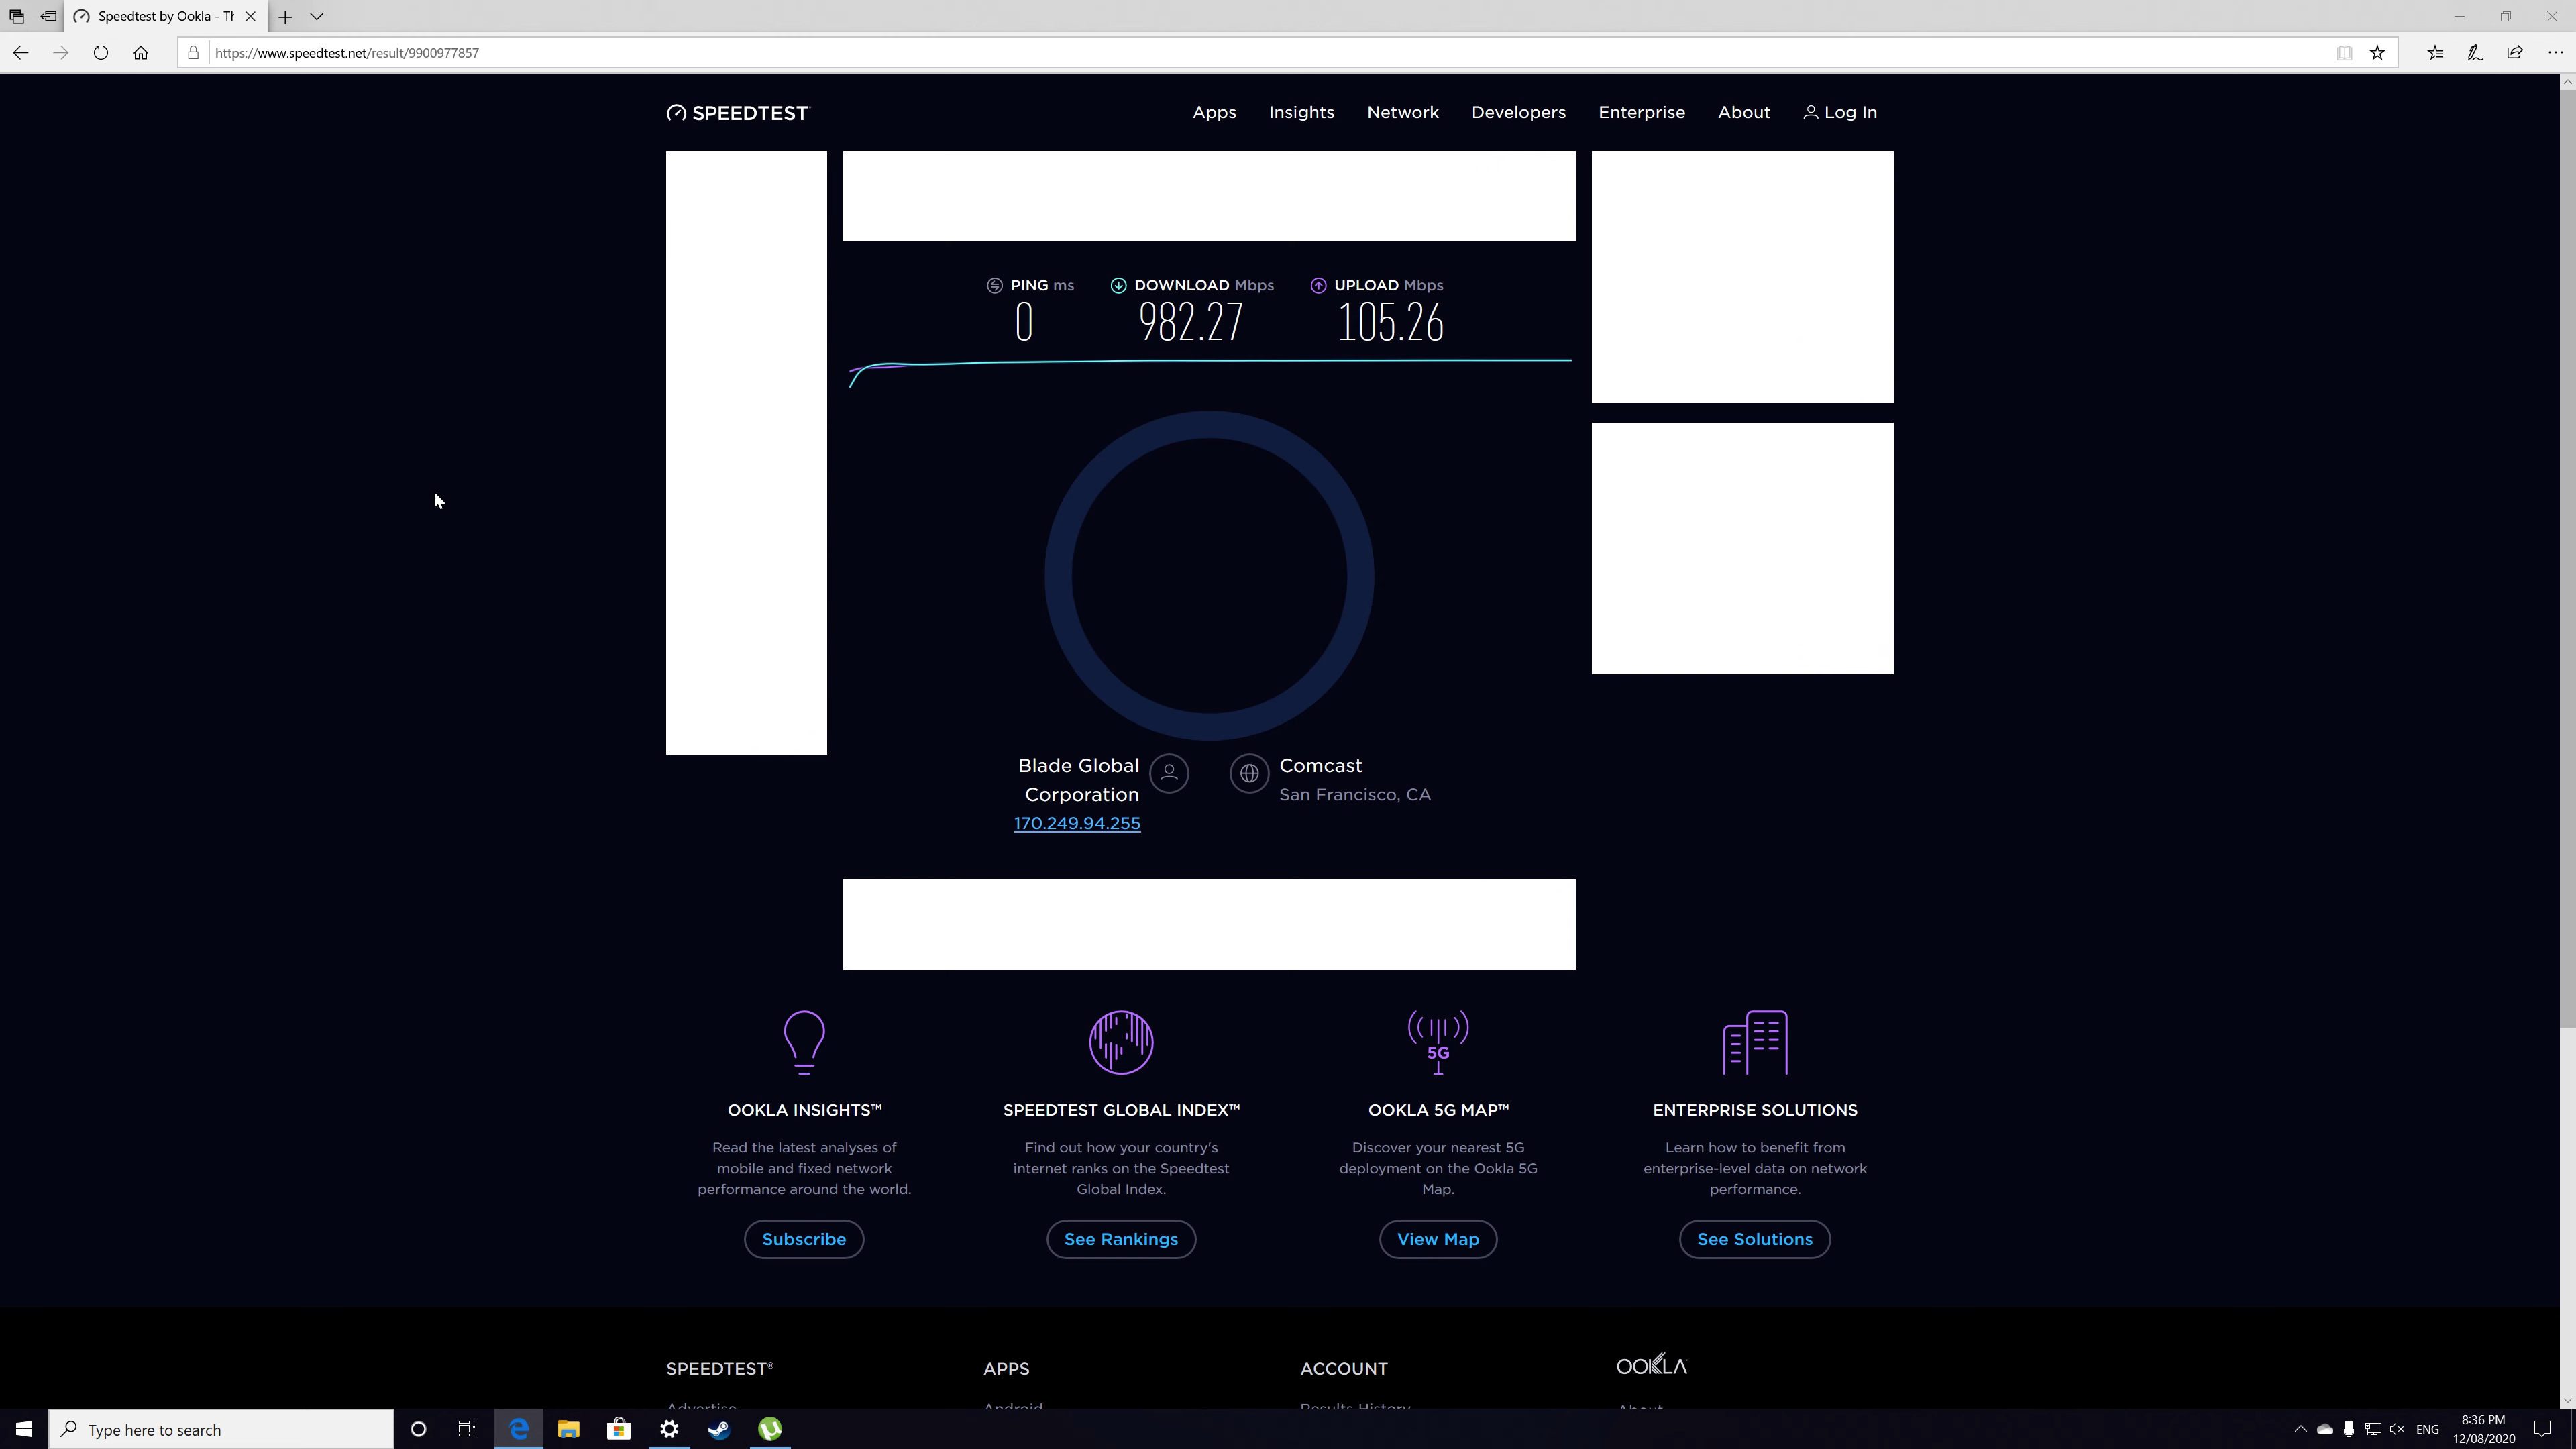 Speedtest by Ookla - Th
https://www.speedtest.net/result/9900977857
SPEEDTEST
Apps
Insights
Network
Developers
Enterprise
About
Log In
PING ms
DOWNLOAD Mbps
UPLOAD Mbps
0
982.27
105.26
Blade Global
Corporation
170.249.94.255
Comcast
San Francisco, CA
5G
OOKLA INSIGHTS™
Read the latest analyses of
mobile and fixed network
performance around the world.
Subscribe
SPEEDTEST GLOBAL INDEX™
Find out how your country's
internet ranks on the Speedtest
Global Index.
See Rankings
OOKLA 5G MAP™
Discover your nearest 5G
deployment on the Ookla 5G
Map.
View Map
ENTERPRISE SOLUTIONS
Learn how to benefit from
enterprise-level data on network
performance.
See Solutions
SPEEDTEST®
APPS
ACCOUNT
OOKLA
Advertise
Android
Results History
About
Type here to search
ENG
8:36 PM
12/08/2020